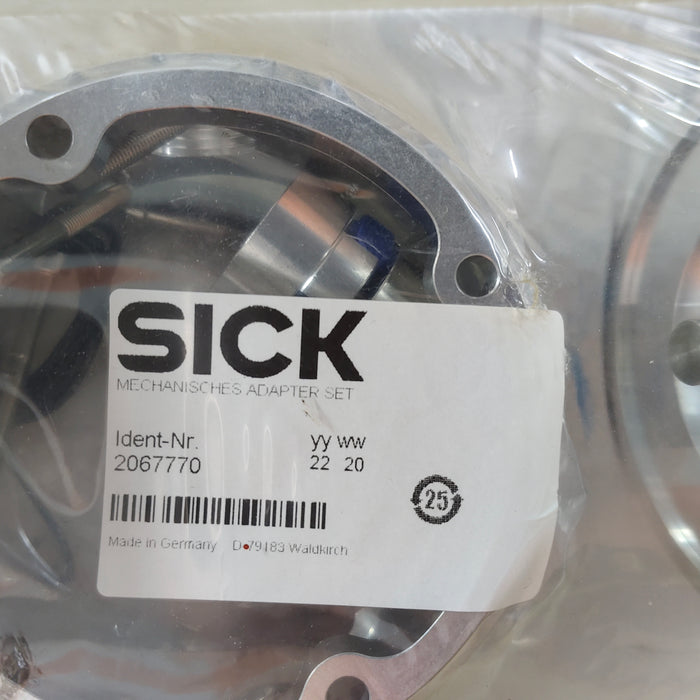 SICK
MECHANISCHES ADAPTER SET
Ident-Nr. yy ww
2067770 22 20
25
Made in Germany D-79183 Waldkirch